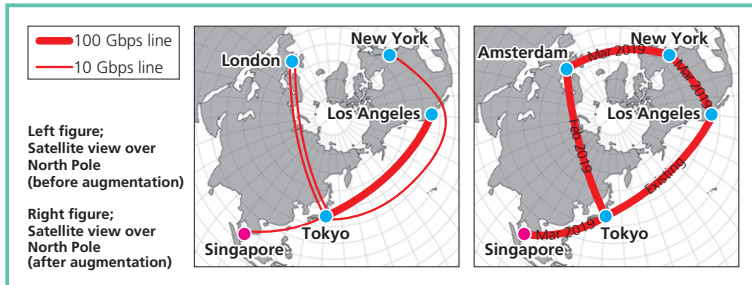 100 Gbps line
10 Gbps line
Left figure;
Satellite view over
North Pole
(before augmentation)
Right figure;
Satellite view over
North Pole
(after augmentation)
New York
London
Los Angeles
Tokyo
Singapore
New York
Amsterdam
Mar 2019
Mar 2019
Los Angeles
Feb 2019
Existing
Mar 2019
Tokyo
Singapore